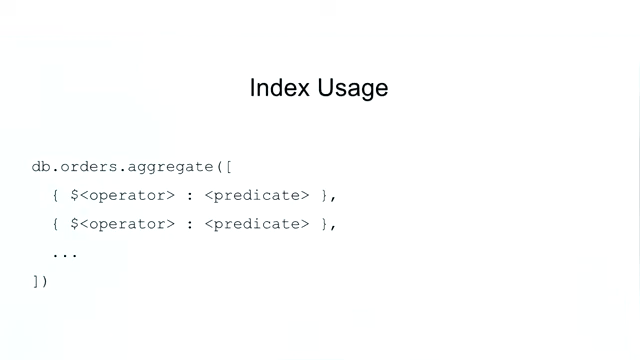 Index Usage
db.orders.aggregate([
{ $<operator> : <predicate> },
{ $<operator> : <predicate> },
...
])